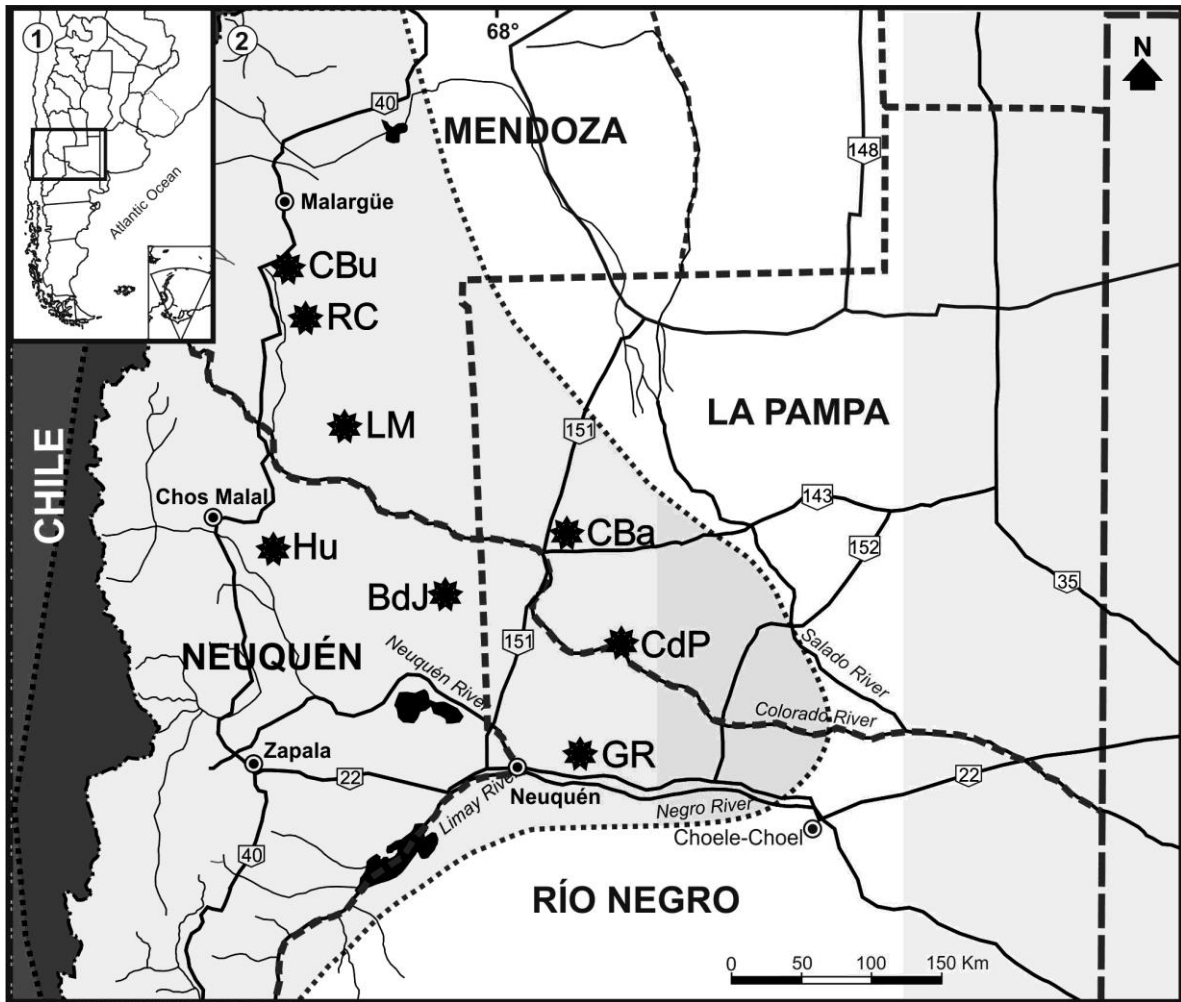 1
2
68°
N
40
MENDOZA
148
Atlantic Ocean
Malargüe
CBu
RC
LA PAMPA
LM
151
CHILE
Chos Malal
143
CBa
Hu
152
BdJ
35
151
CdP
NEUQUÉN
Neuquén River
Salado River
Colorado River
Zapala
GR
22
22
Neuquén
Limay River
Negro River
Choele-Choel
40
RÍO NEGRO
0 50 100 150 Km